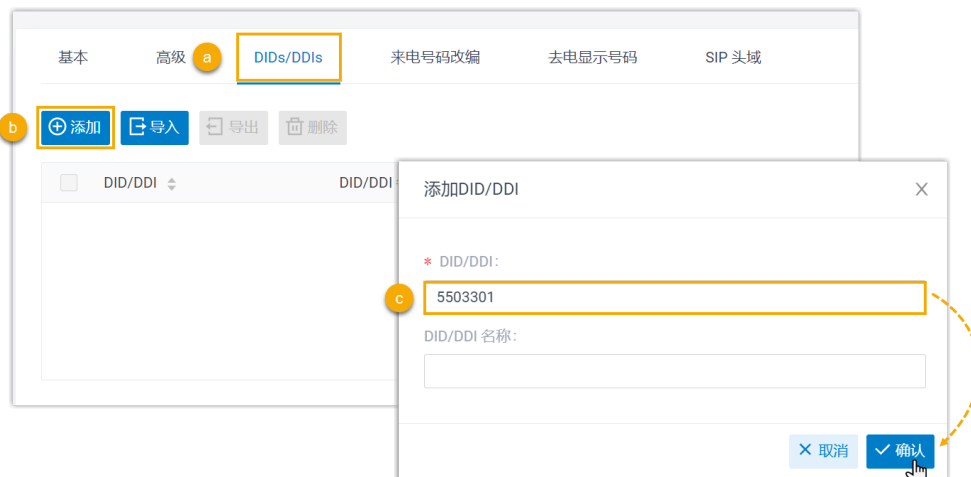 基本 高级 a DIDs/DDIs 来电号码改编 去电显示号码 SIP 头域
b 添加 导入 导出 删除
DID/DDI DID/DDI
添加DID/DDI
* DID/DDI:
c 5503301
DID/DDI 名称:
取消 确认